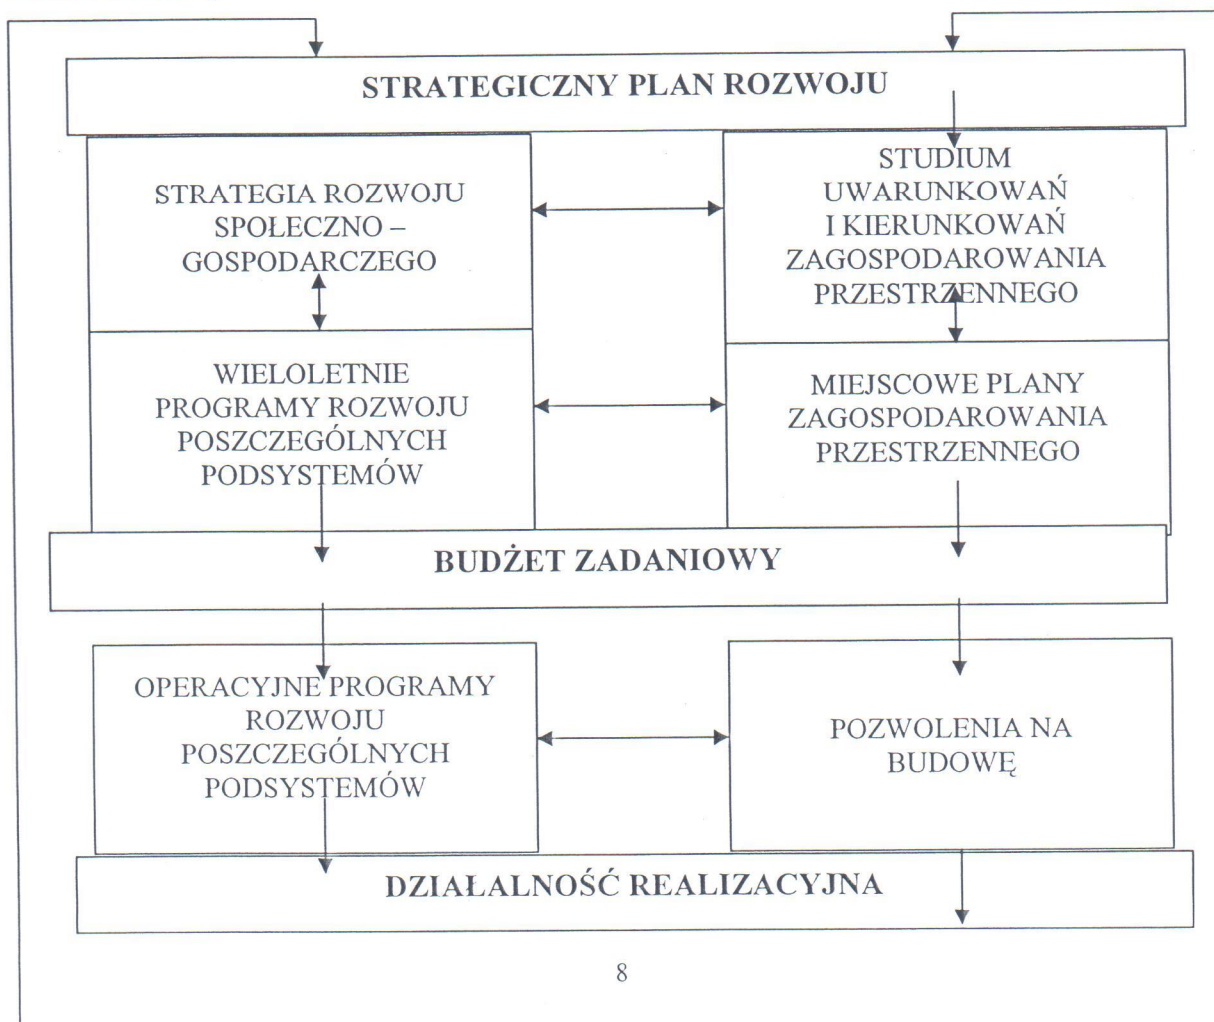 STRATEGICZNY PLAN ROZWOJU
STRATEGIA ROZWOJU
SPOŁECZNO –
GOSPODARCZEGO
STUDIUM
UWARUNKOWAŃ
I KIERUNKOWAŃ
ZAGOSPODAROWANIA
PRZESTRZENNEGO
WIELOLETNIE
PROGRAMY ROZWOJU
POSZCZEGÓLNYCH
PODSYSTEMÓW
MIEJSCOWE PLANY
ZAGOSPODAROWANIA
PRZESTRZENNEGO
BUDŻET ZADANIOWY
OPERACYJNE PROGRAMY
ROZWOJU
POSZCZEGÓLNYCH
PODSYSTEMÓW
POZWOLENIA NA
BUDOWĘ
DZIAŁALNOŚĆ REALIZACYJNA
8